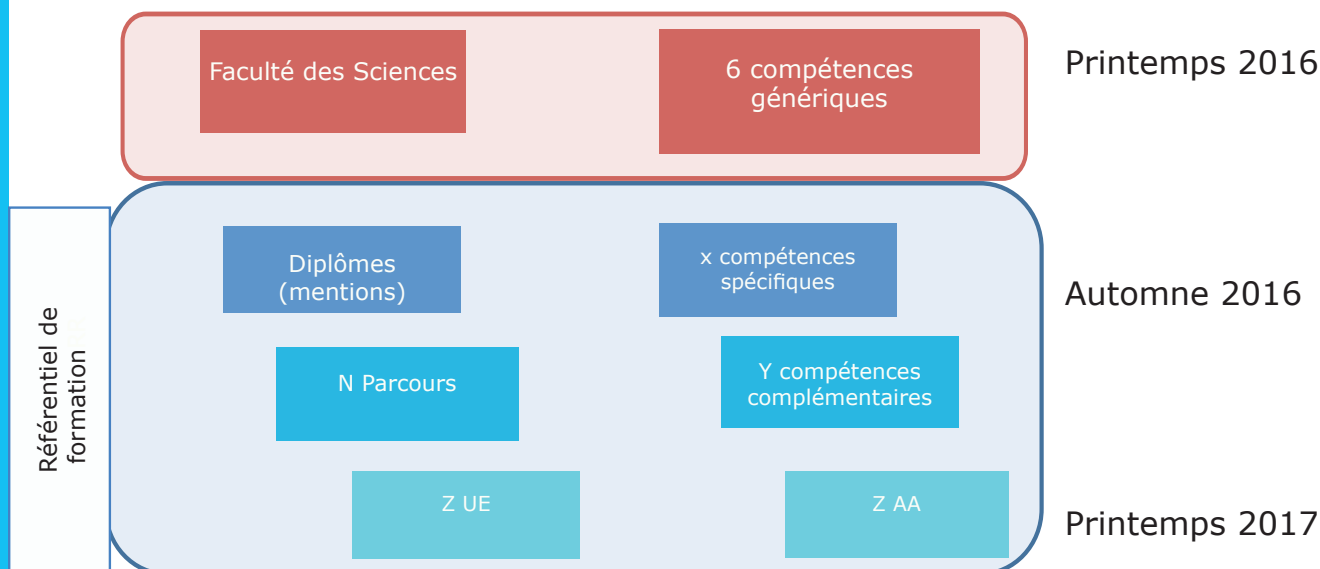 Faculté des Sciences
6 compétences
génériques
Printemps 2016
Référentiel de
formation
Diplômes
(mentions)
x compétences
spécifiques
Automne 2016
N Parcours
Y compétences
complémentaires
Z UE
Z AA
Printemps 2017